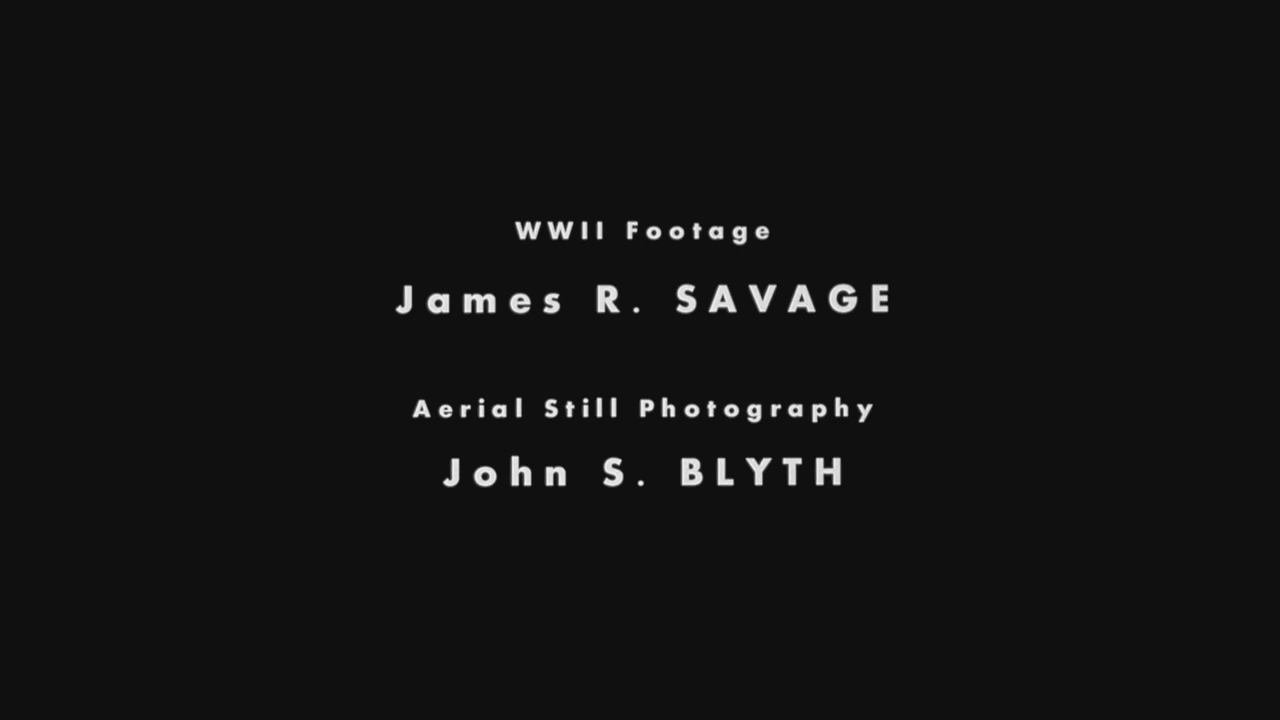 WWII Footage
James R. SAVAGE
Aerial Still Photography
John S. BLYTH